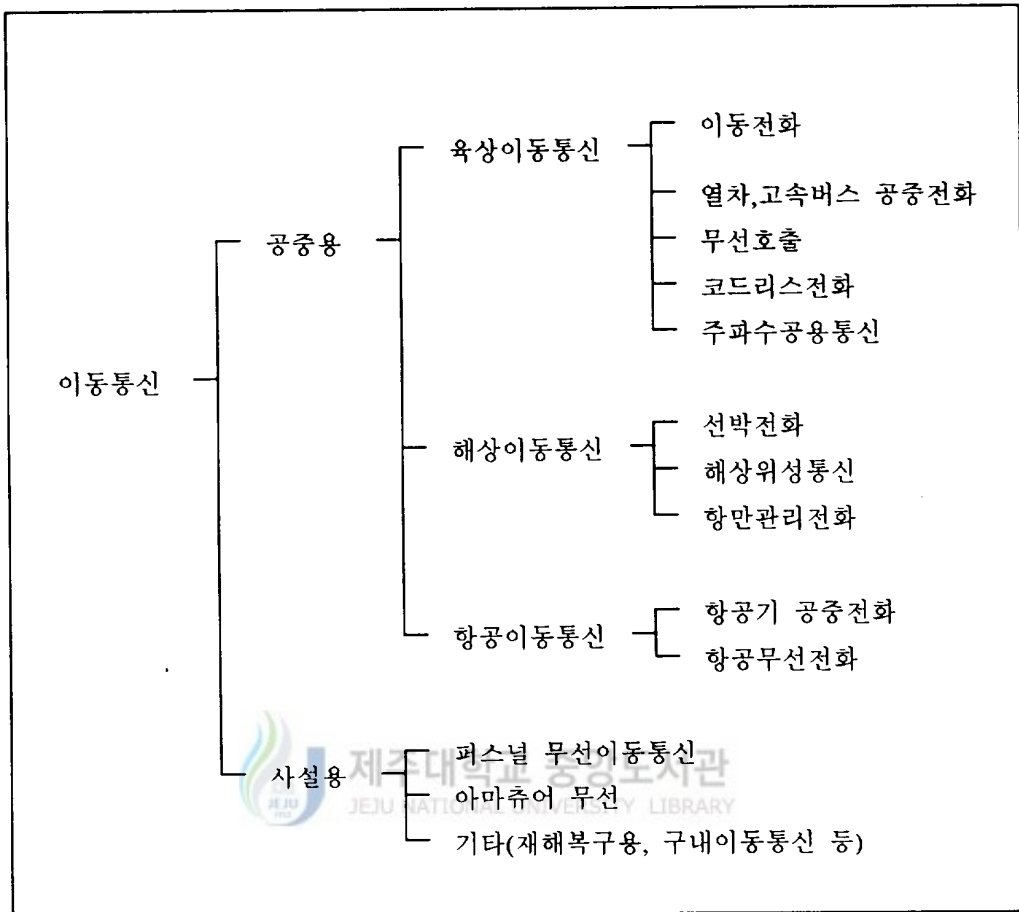 이동통신
공중용
육상이동통신
이동전화
열차,고속버스 공중전화
무선호출
코드리스전화
주파수공용통신
해상이동통신
선박전화
해상위성통신
항만관리전화
항공이동통신
항공기 공중전화
항공무선전화
사설용
퍼스널 무선이동통신
아마츄어 무선
기타(재해복구용, 구내이동통신 등)
제주대학교 중앙도서관
JEJU NATIONAL UNIVERSITY LIBRARY
JEJU
1952